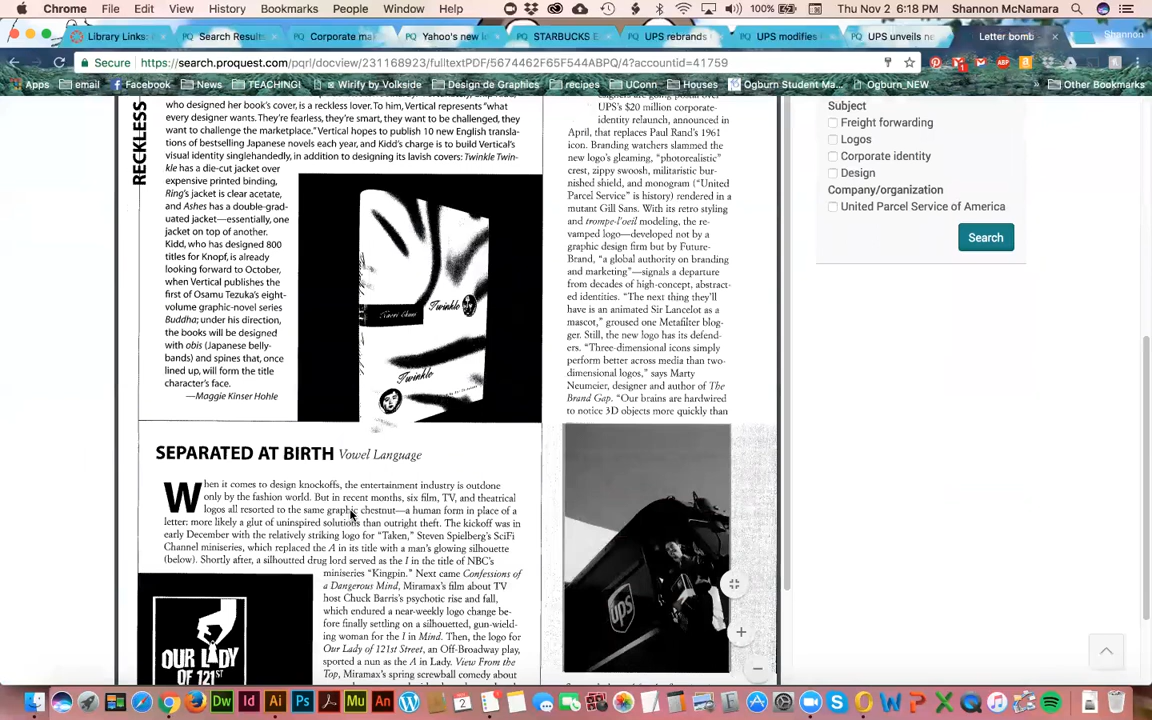 Chrome File Edit View History Bookmarks People Window Help 100% Thu Nov 2 6:18 PM Shannon McNamara
Library Links: PQ Search Results PQ Corporate ma PQ Yahoo's new l PQ STARBUCKS E PQ UPS rebrands PQ UPS modifies PQ UPS unveils ne Letter bomb - Shannon
Secure https://search.proquest.com/pqrl/docview/231168923/fulltextPDF/5674462F65F544ABPQ/4?accountid=41759
Apps email Facebook News TEACHING! Wirify by Volkside Design de Graphics recipes UConn Houses Ogburn Student Ma Ogburn_NEW Other Bookmarks
RECKLESS
who designed her book's cover, is a reckless lover. To him, Vertical represents "what
every designer wants. They're fearless, they're smart, they want to be challenged, they
want to challenge the marketplace." Vertical hopes to publish 10 new English transla-
tions of bestselling Japanese novels each year, and Kidd's charge is to build Vertical's
visual identity singlehandedly, in addition to designing its lavish covers: Twinkle Twin-
kle has a die-cut jacket over
expensive printed binding,
Ring's jacket is clear acetate,
and Ashes has a double-grad-
uated jacket—essentially, one
jacket on top of another.
Kidd, who has designed 800
titles for Knopf, is already
looking forward to October,
when Vertical publishes the
first of Osamu Tezuka's eight-
volume graphic-novel series
Buddha; under his direction,
the books will be designed
with obis (Japanese belly-
bands) and spines that, once
lined up, will form the title
character's face.
—Maggie Kinser Hohle
Twinkle
Twinkle
SEPARATED AT BIRTH Vowel Language
When it comes to design knockoffs, the entertainment industry is outdone
only by the fashion world. But in recent months, six film, TV, and theatrical
logos all resorted to the same graphic chestnut—a human form in place of a
letter: more likely a glut of uninspired solutions than outright theft. The kickoff was in
early December with the relatively striking logo for "Taken," Steven Spielberg's SciFi
Channel miniseries, which replaced the A in its title with a man's glowing silhouette
(below). Shortly after, a silhoutted drug lord served as the I in the title of NBC's
miniseries "Kingpin." Next came Confessions of
a Dangerous Mind, Miramax's film about TV
host Chuck Barris's psychotic rise and fall,
which endured a near-weekly logo change be-
fore finally settling on a silhouetted, gun-wield-
ing woman for the I in Mind. Then, the logo for
Our Lady of 121st Street, an Off-Broadway play,
sported a nun as the A in Lady. View From the
Top, Miramax's spring screwball comedy about
OUR LADY
OF 121ST
UPS's $20 million corporate-
identity relaunch, announced in
April, that replaces Paul Rand's 1961
icon. Branding watchers slammed the
new logo's gleaming, "photorealistic"
crest, zippy swoosh, militaristic bur-
nished shield, and monogram ("United
Parcel Service" is history) rendered in a
mutant Gill Sans. With its retro styling
and trompe-l'oeil modeling, the re-
vamped logo—developed not by a
graphic design firm but by Future-
Brand, "a global authority on branding
and marketing"—signals a departure
from decades of high-concept, abstract-
ed identities. "The next thing they'll
have is an animated Sir Lancelot as a
mascot," groused one Metafilter blog-
ger. Still, the new logo has its defend-
ers. "Three-dimensional icons simply
perform better across media than two-
dimensional logos," says Marty
Neumeier, designer and author of The
Brand Gap. "Our brains are hardwired
to notice 3D objects more quickly than
ups
Subject
Freight forwarding
Logos
Corporate identity
Design
Company/organization
United Parcel Service of America
Search